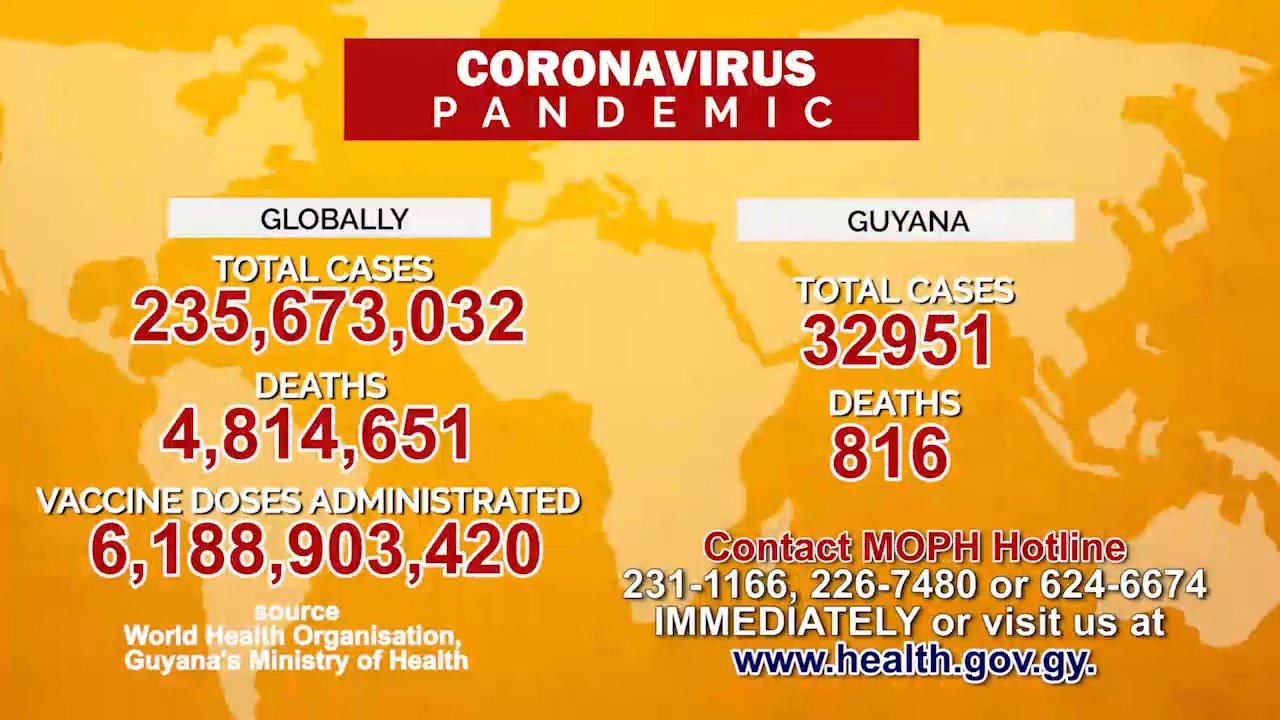 CORONAVIRUS
PANDEMIC
GLOBALLY
TOTAL CASES
235,673,032
DEATHS
4,814,651
VACCINE DOSES ADMINISTRATED
6,188,903,420
source
World Health Organisation,
Guyana's Ministry of Health
GUYANA
TOTAL CASES
32951
DEATHS
816
Contact MOPH Hotline
231-1166, 226-7480 or 624-6674
IMMEDIATELY or visit us at
www.health.gov.gy.